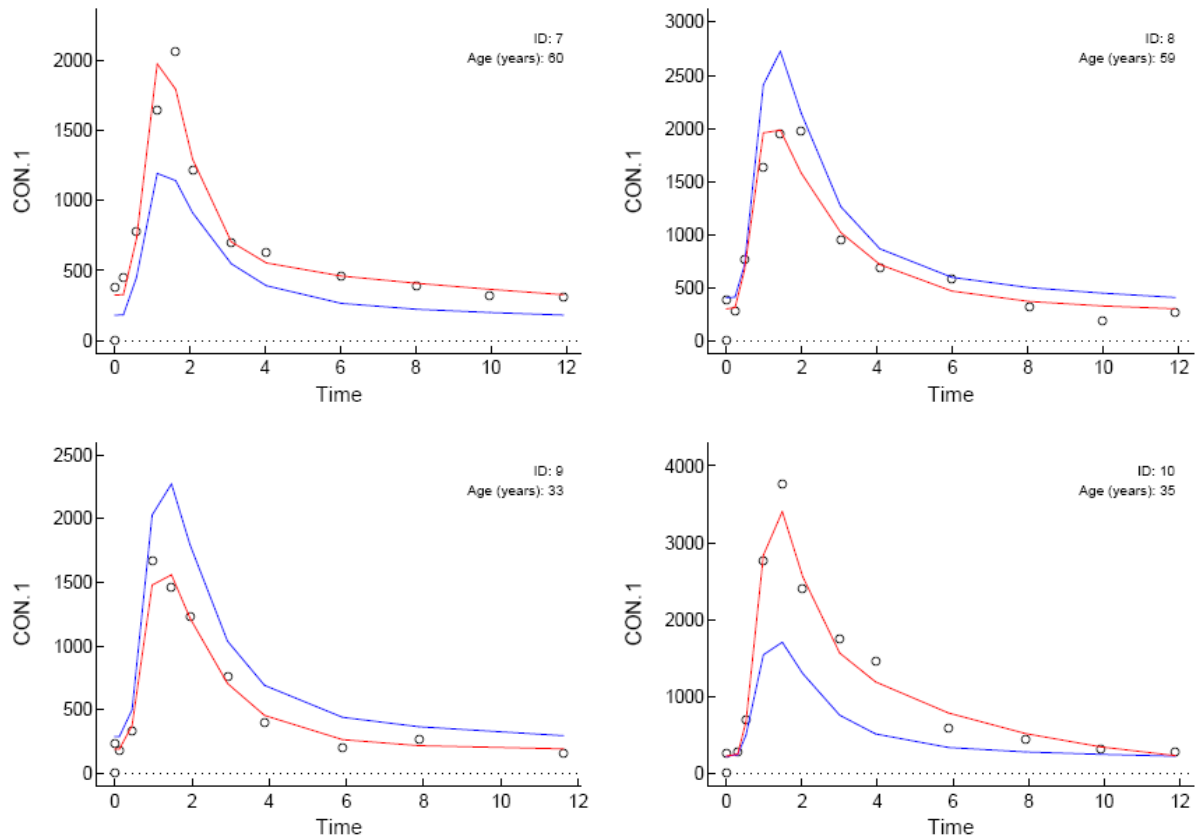 ID: 7
Age (years): 60
2000
1500
1000
500
0
CON. 1
0 2 4 6 8 10 12
Time
ID: 8
Age (years): 59
3000
2500
2000
1500
1000
500
0
CON. 1
0 2 4 6 8 10 12
Time
ID: 9
Age (years): 33
2500
2000
1500
1000
500
0
CON. 1
0 2 4 6 8 10 12
Time
ID: 10
Age (years): 35
4000
3000
2000
1000
0
CON. 1
0 2 4 6 8 10 12
Time